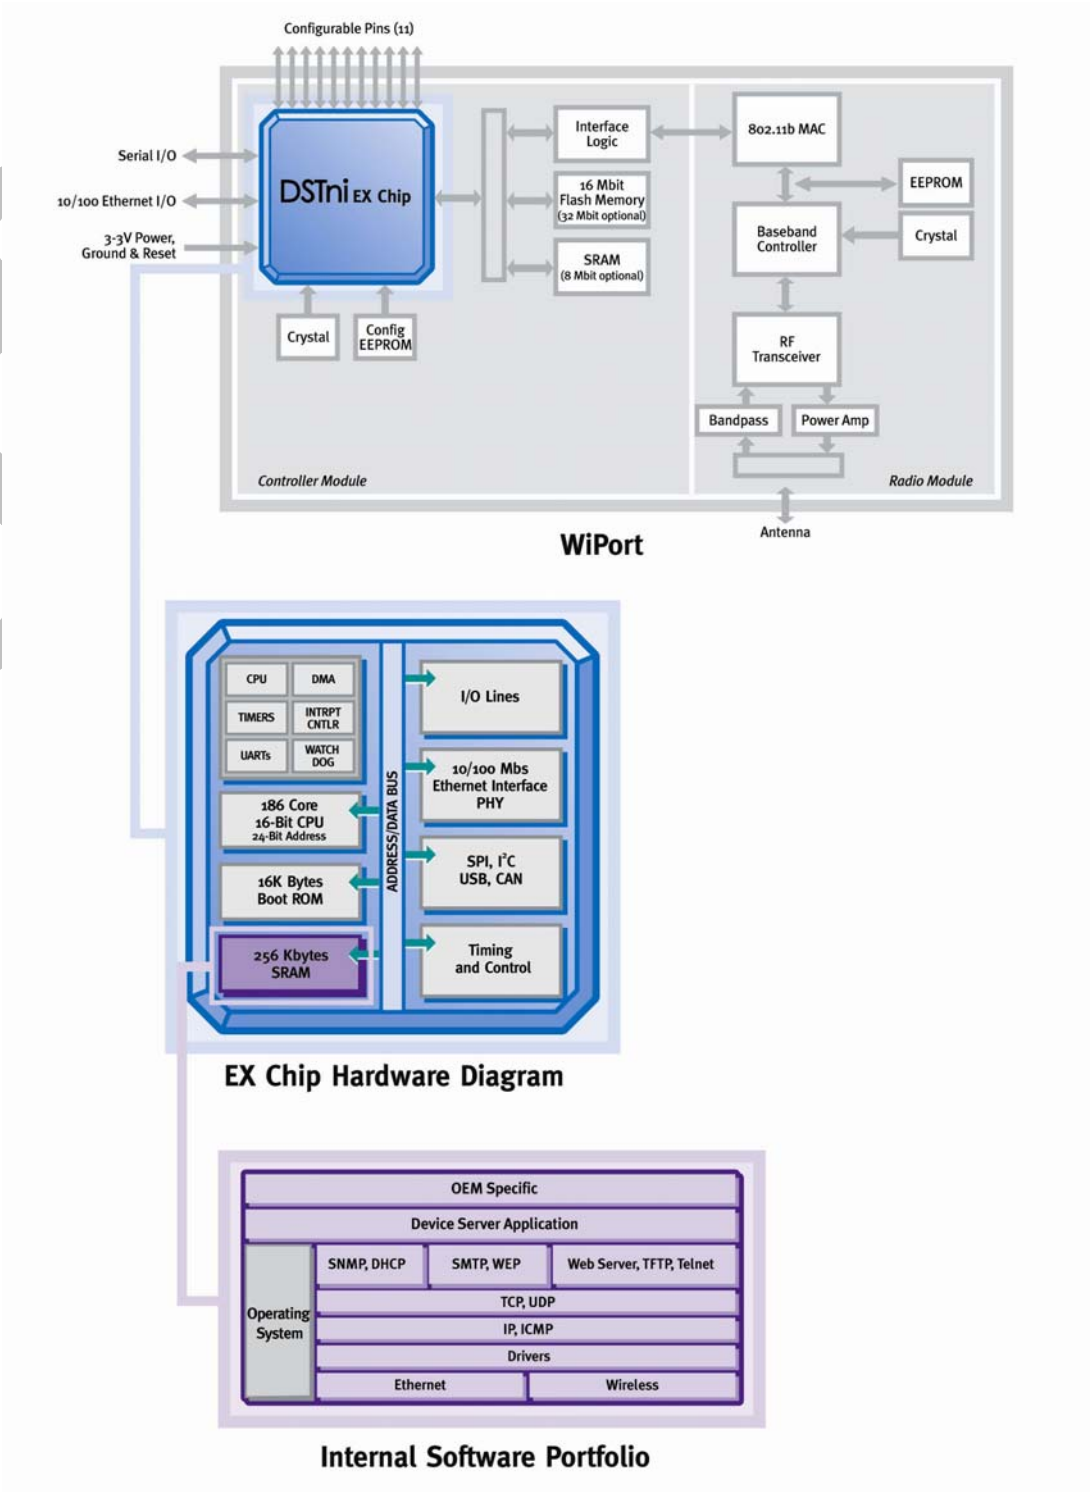 Configurable Pins (11)
Serial I/O
10/100 Ethernet I/O
3-3V Power,
Ground & Reset
DSTni EX Chip
Crystal
Config
EEPROM
Interface
Logic
16 Mbit
Flash Memory
(32 Mbit optional)
SRAM
(8 Mbit optional)
Controller Module
802.11b MAC
EEPROM
Baseband
Controller
Crystal
RF
Transceiver
Bandpass
Power Amp
Radio Module
Antenna
WiPort
CPU
DMA
TIMERS
INTRPT
CNTLR
UARTs
WATCH
DOG
186 Core
16-Bit CPU
24-Bit Address
16K Bytes
Boot ROM
256 Kbytes
SRAM
ADDRESS/DATA BUS
I/O Lines
10/100 Mbs
Ethernet Interface
PHY
SPI, I²C
USB, CAN
Timing
and Control
EX Chip Hardware Diagram
OEM Specific
Device Server Application
Operating
System
SNMP, DHCP
SMTP, WEP
Web Server, TFTP, Telnet
TCP, UDP
IP, ICMP
Drivers
Ethernet
Wireless
Internal Software Portfolio